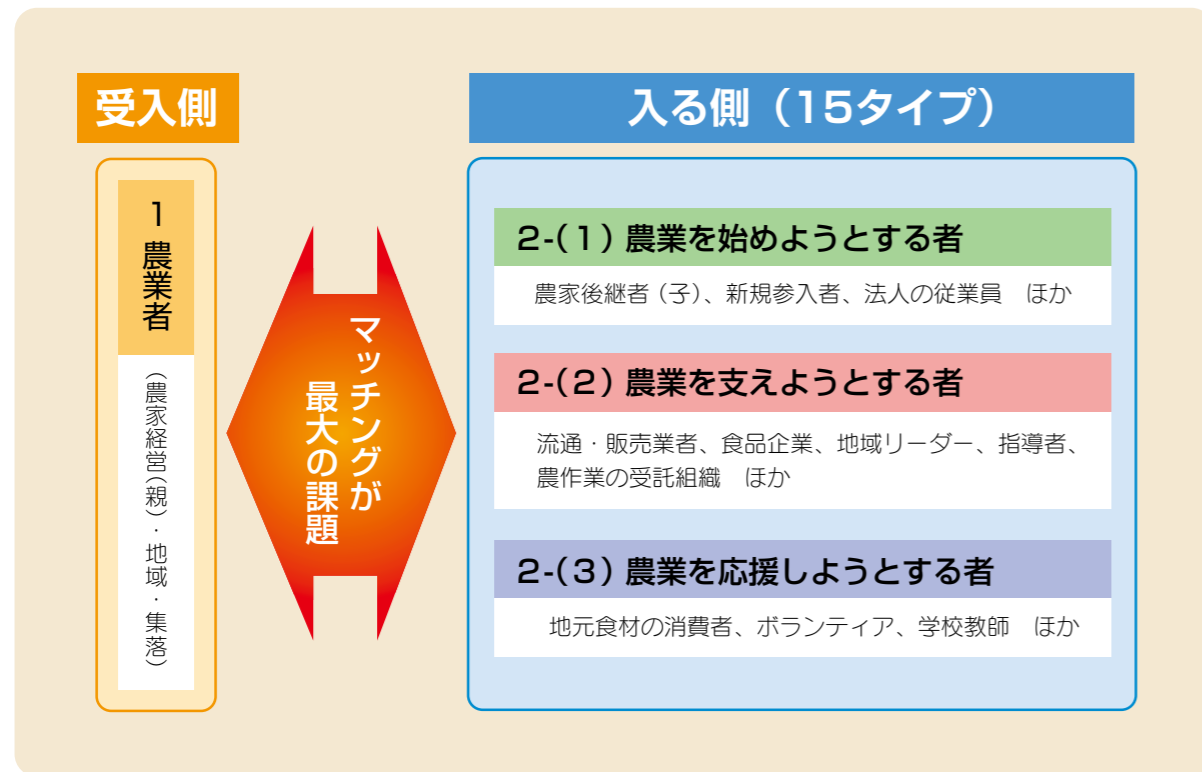 受入側
1 農業者
（農家経営（親）・地域・集落）
マッチングが
最大の課題
入る側（15タイプ）
2-(1) 農業を始めようとする者
農家後継者（子）、新規参入者、法人の従業員　ほか
2-(2) 農業を支えようとする者
流通・販売業者、食品企業、地域リーダー、指導者、
農作業の受託組織　ほか
2-(3) 農業を応援しようとする者
地元食材の消費者、ボランティア、学校教師　ほか